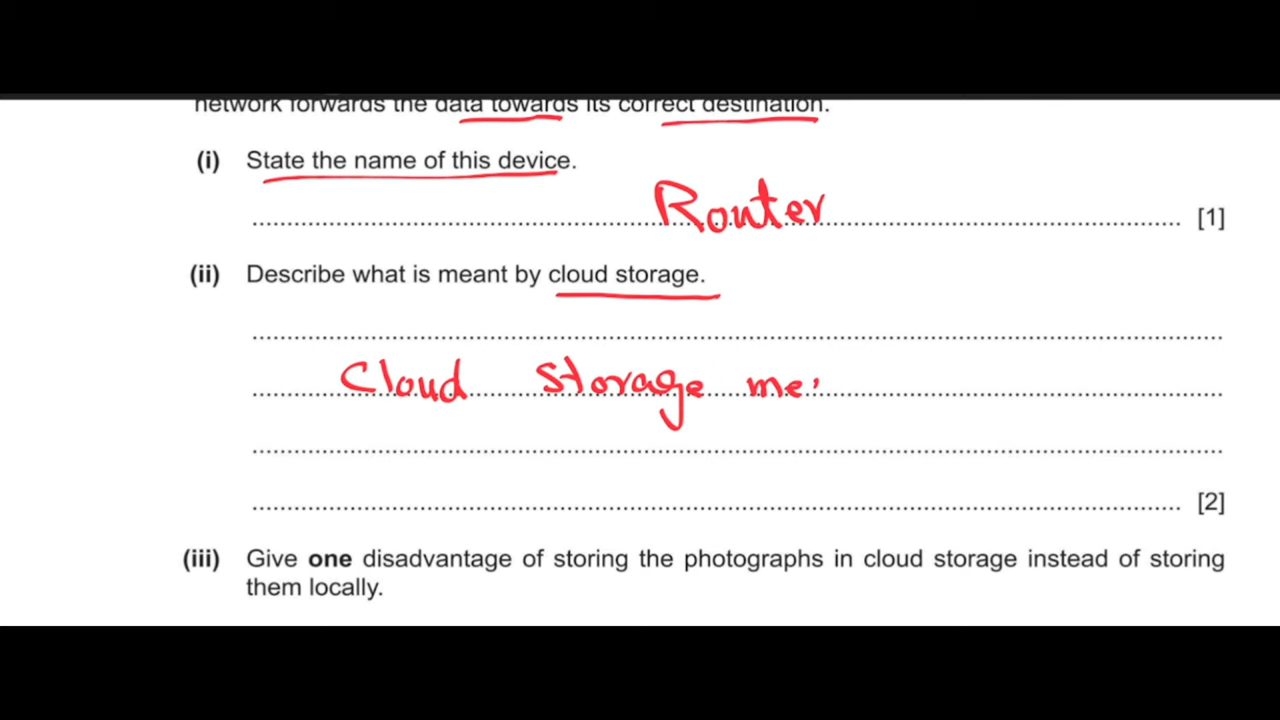 network forwards the data towards its correct destination.
(i) State the name of this device.
Router [1]
(ii) Describe what is meant by cloud storage.
Cloud storage me
[2]
(iii) Give one disadvantage of storing the photographs in cloud storage instead of storing
them locally.